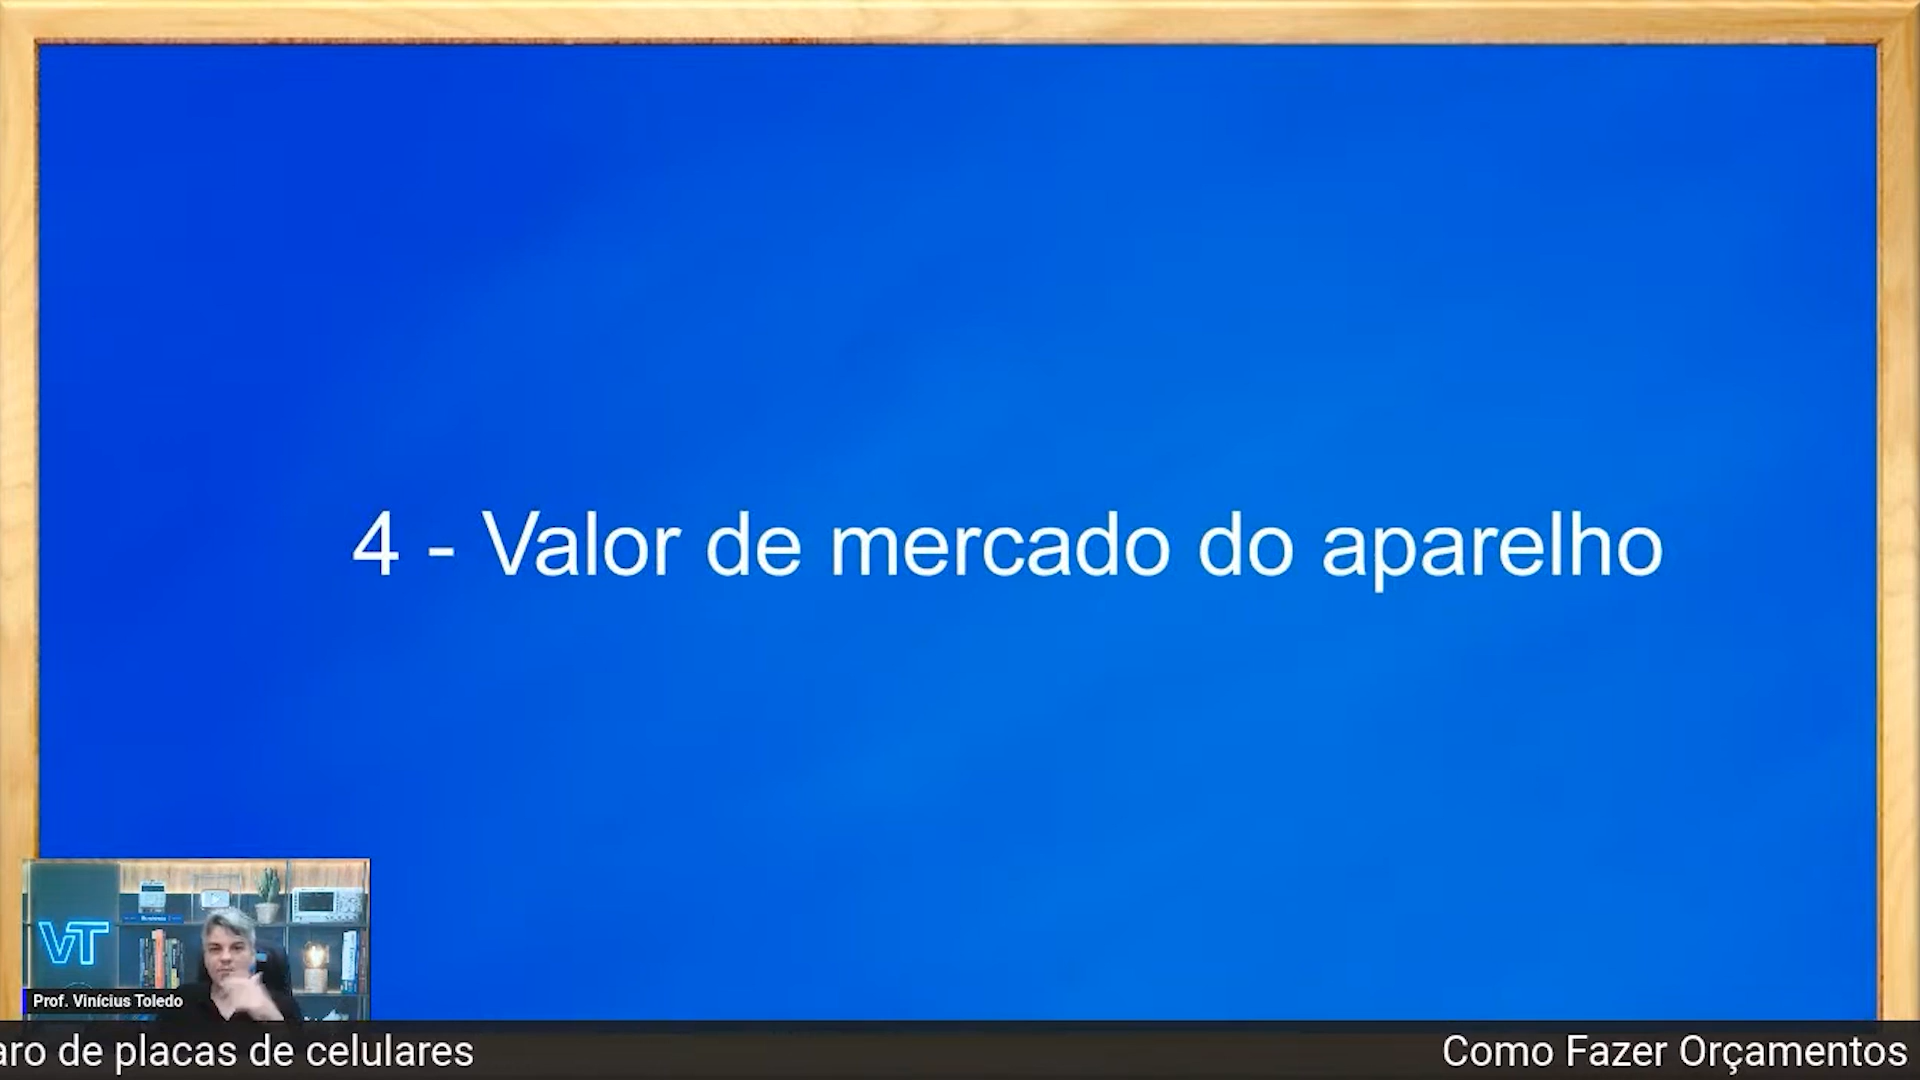 4 - Valor de mercado do aparelho
VT
Prof. Vinícius Toledo
aro de placas de celulares
Como Fazer Orçamentos